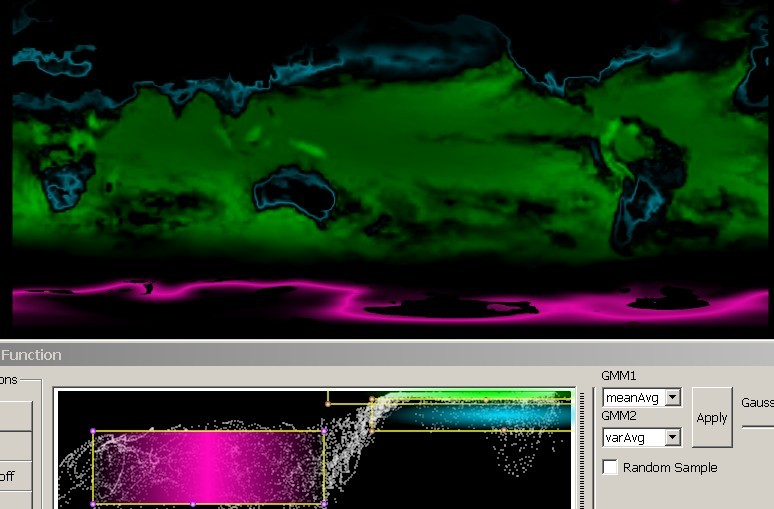 Function
ons
GMM1
meanAvg
GMM2
varAvg
Apply
Gauss
off
Random Sample